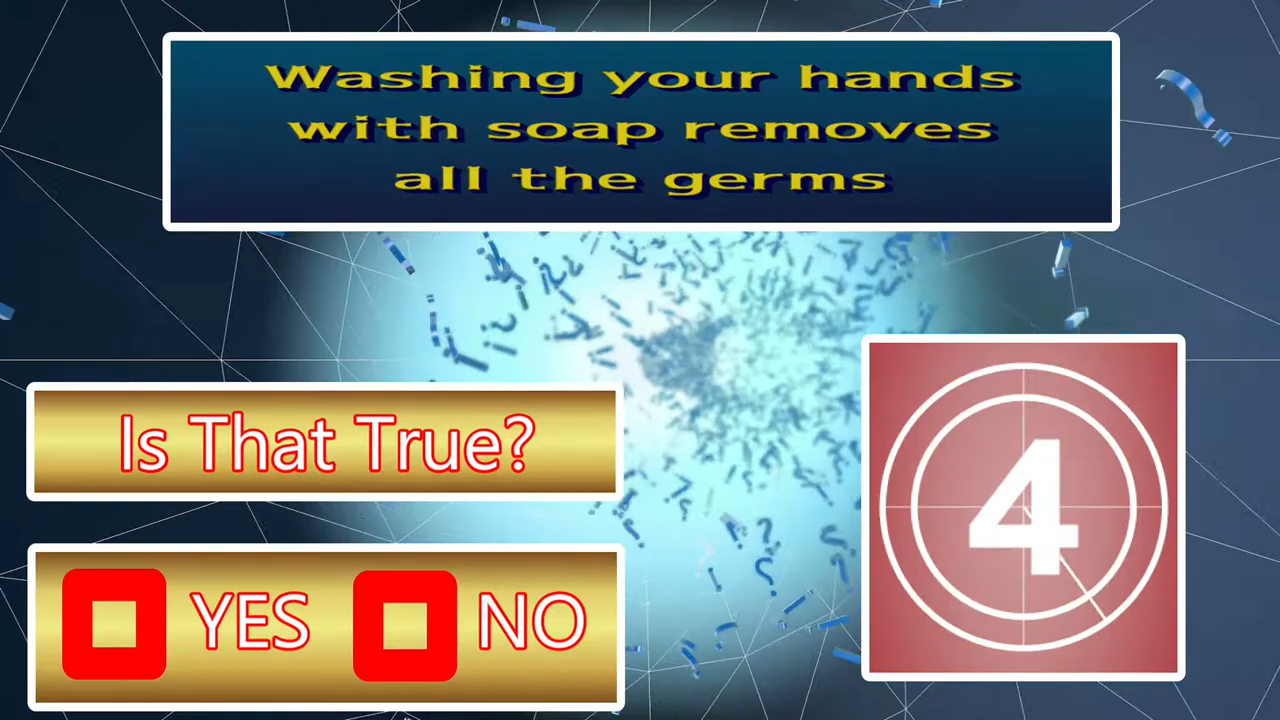 Washing your hands
with soap removes
all the germs
Is That True?
YES NO
4